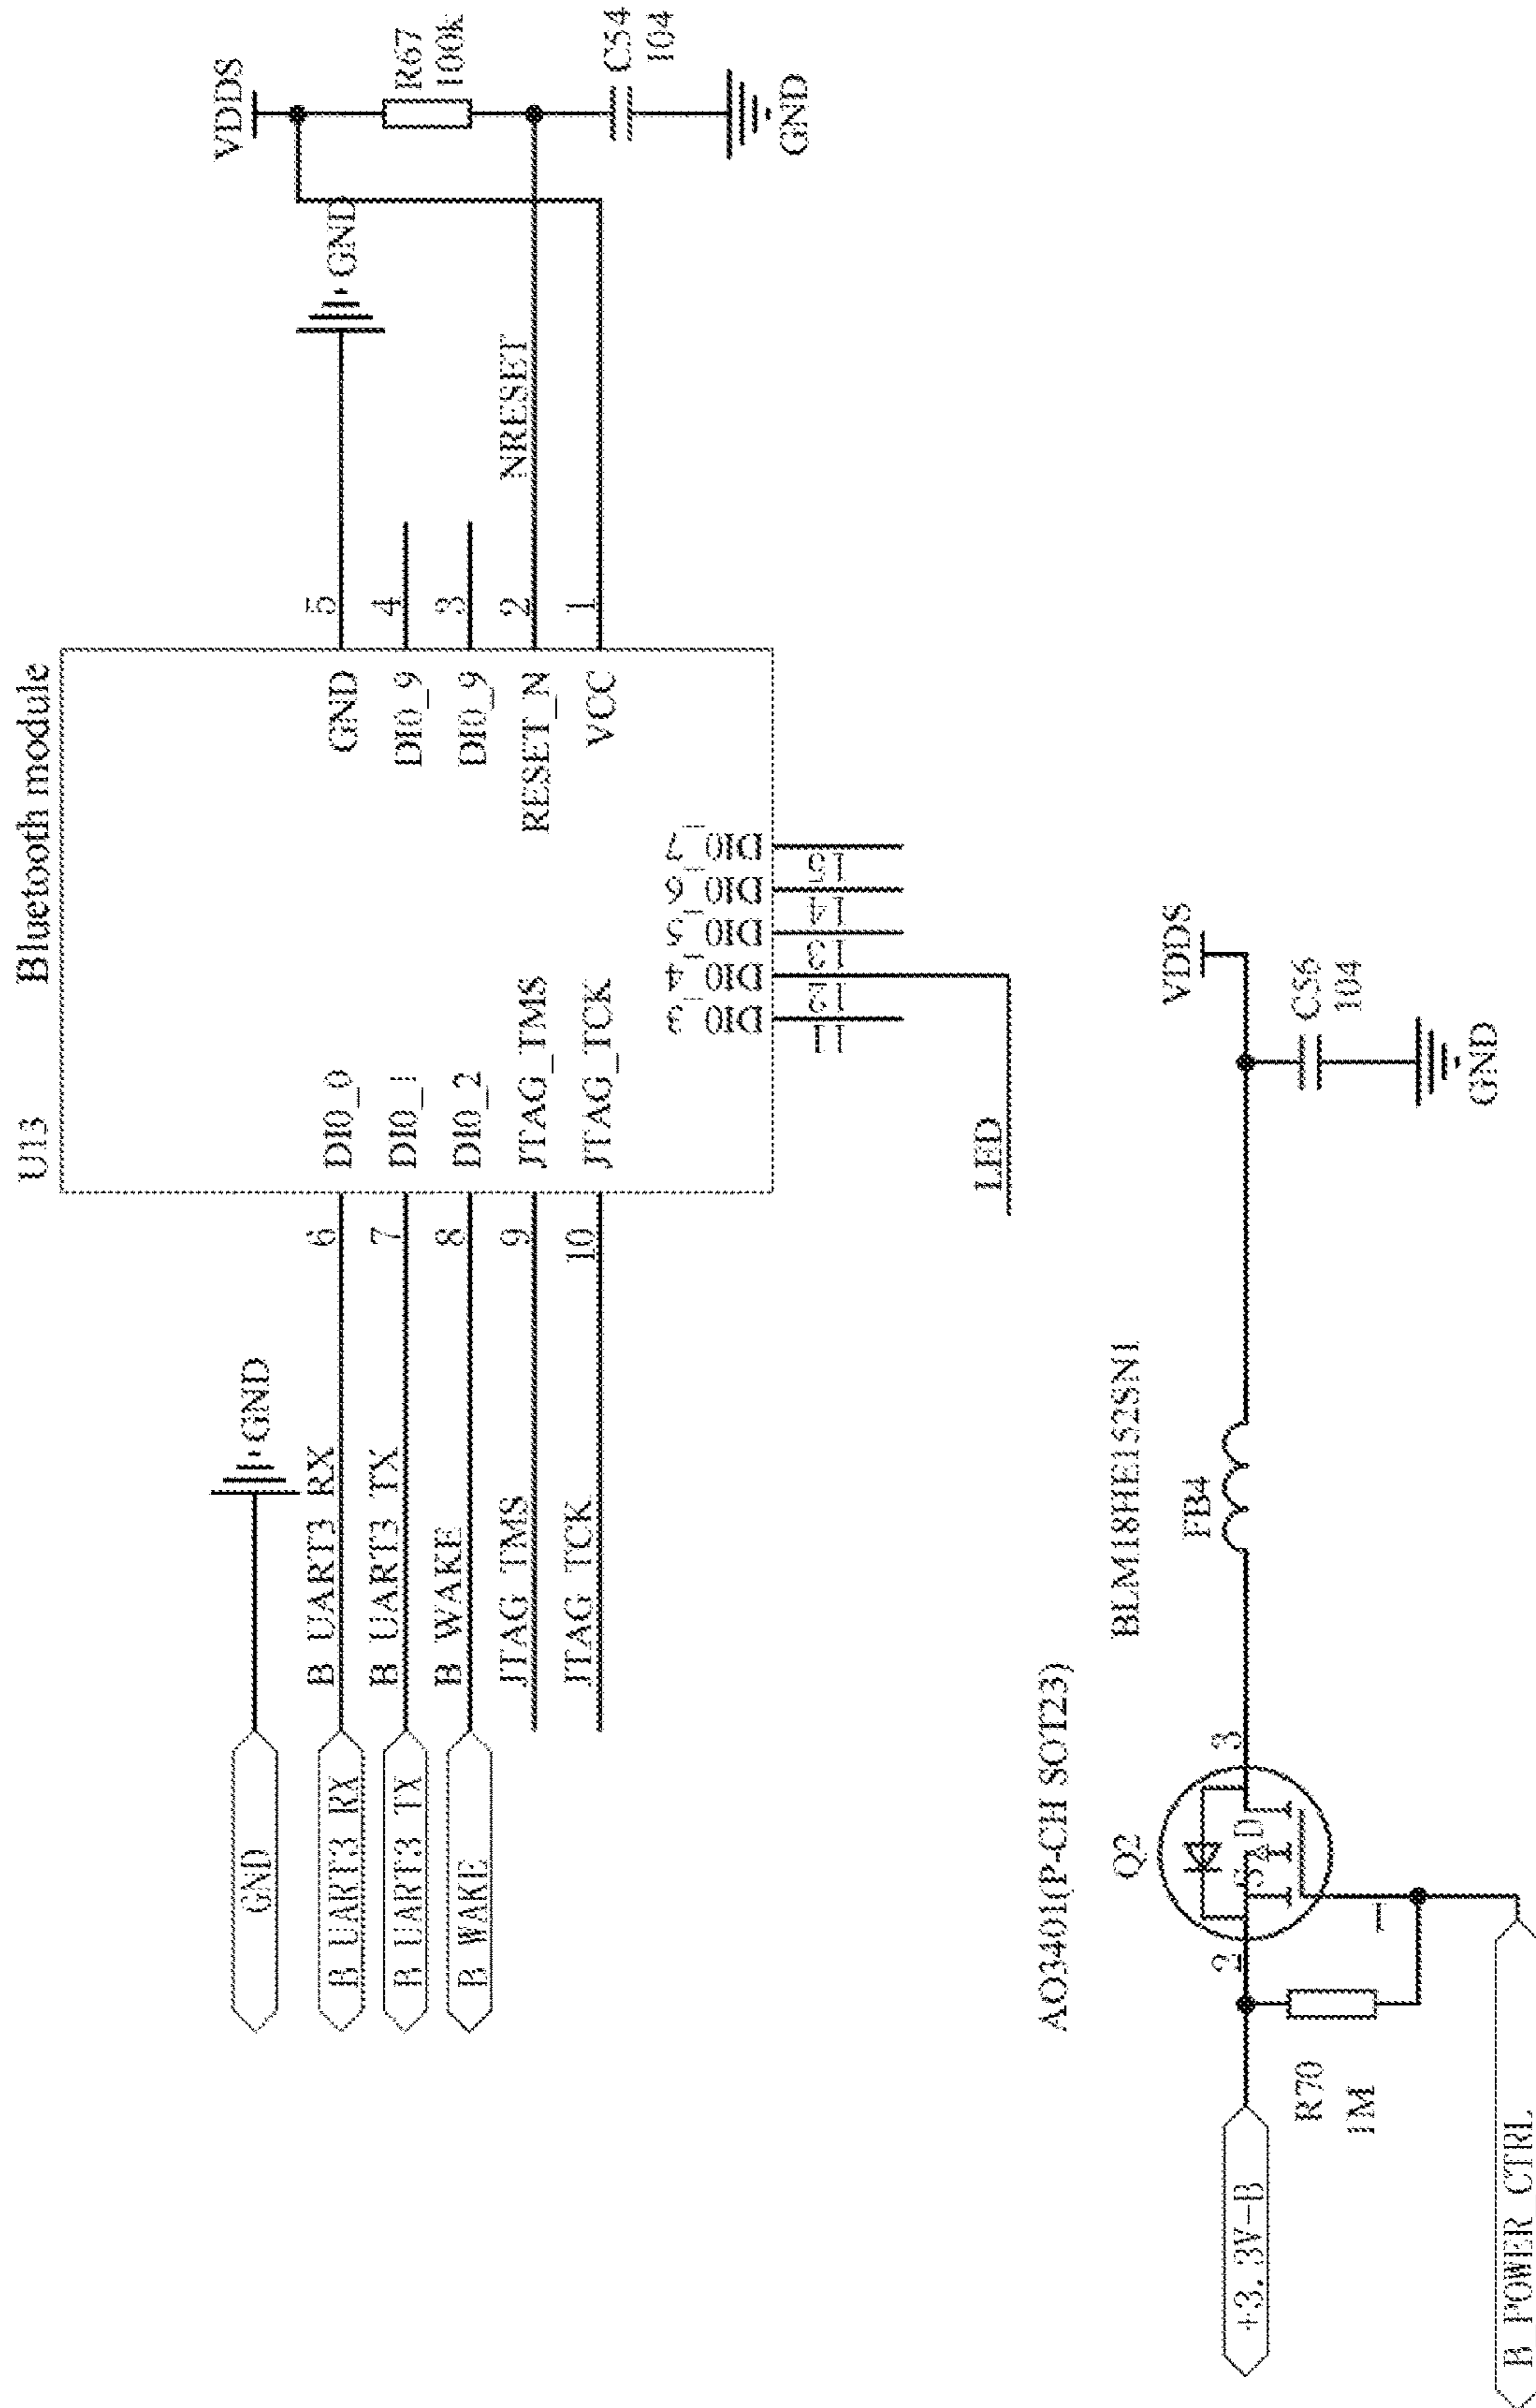 U13
Bluetooth module
GND
GND
B UART3 RX
B UART3 RX
6
DIO_0
GND
5
GND
VDDS
B UART3 TX
B UART3 TX
7
DIO_1
DIO_9
4
R67
100k
B WAKE
B WAKE
8
DIO_2
DIO_9
3
JTAG TMS
9
JTAG_TMS
RESET_N
2
NRESET
JTAG TCK
10
JTAG_TCK
VCC
1
C54
104
GND
DIO_3
DIO_4
DIO_5
DIO_6
DIO_7
11
12
13
14
15
LED
AO3401(P-CH SOT23)
BLM18HE152SN1
Q2
FB4
VDDS
+3.3V-B
2
S
D
3
R70
1M
1
C56
104
GND
B POWER CTRL